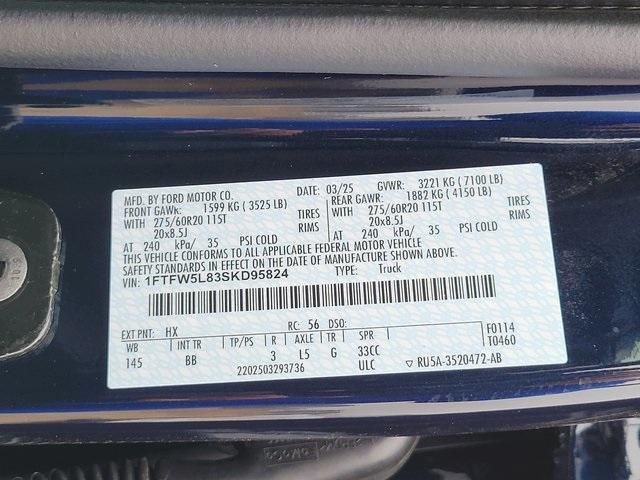 MFD. BY FORD MOTOR CO.
DATE: 03/25 GVWR: 3221 KG ( 7100 LB)
FRONT GAWR: 1599 KG ( 3525 LB) REAR GAWR: 1882 KG ( 4150 LB)
WITH 275/60R20 115T TIRES WITH 275/60R20 115T TIRES
20x8.5J RIMS 20x8.5J RIMS
AT 240 kPa/ 35 PSI COLD AT 240 kPa/ 35 PSI COLD
THIS VEHICLE CONFORMS TO ALL APPLICABLE FEDERAL MOTOR VEHICLE
SAFETY STANDARDS IN EFFECT ON THE DATE OF MANUFACTURE SHOWN ABOVE.
VIN: 1FTFW5L83SKD95824 TYPE: Truck
EXT PNT: HX RC: 56 DSO: F0114
WB INT TR TP/PS R AXLE TR SPR T0460
145 BB 3 L5 G 33CC
ULC
2202503293736
RU5A-3520472-AB